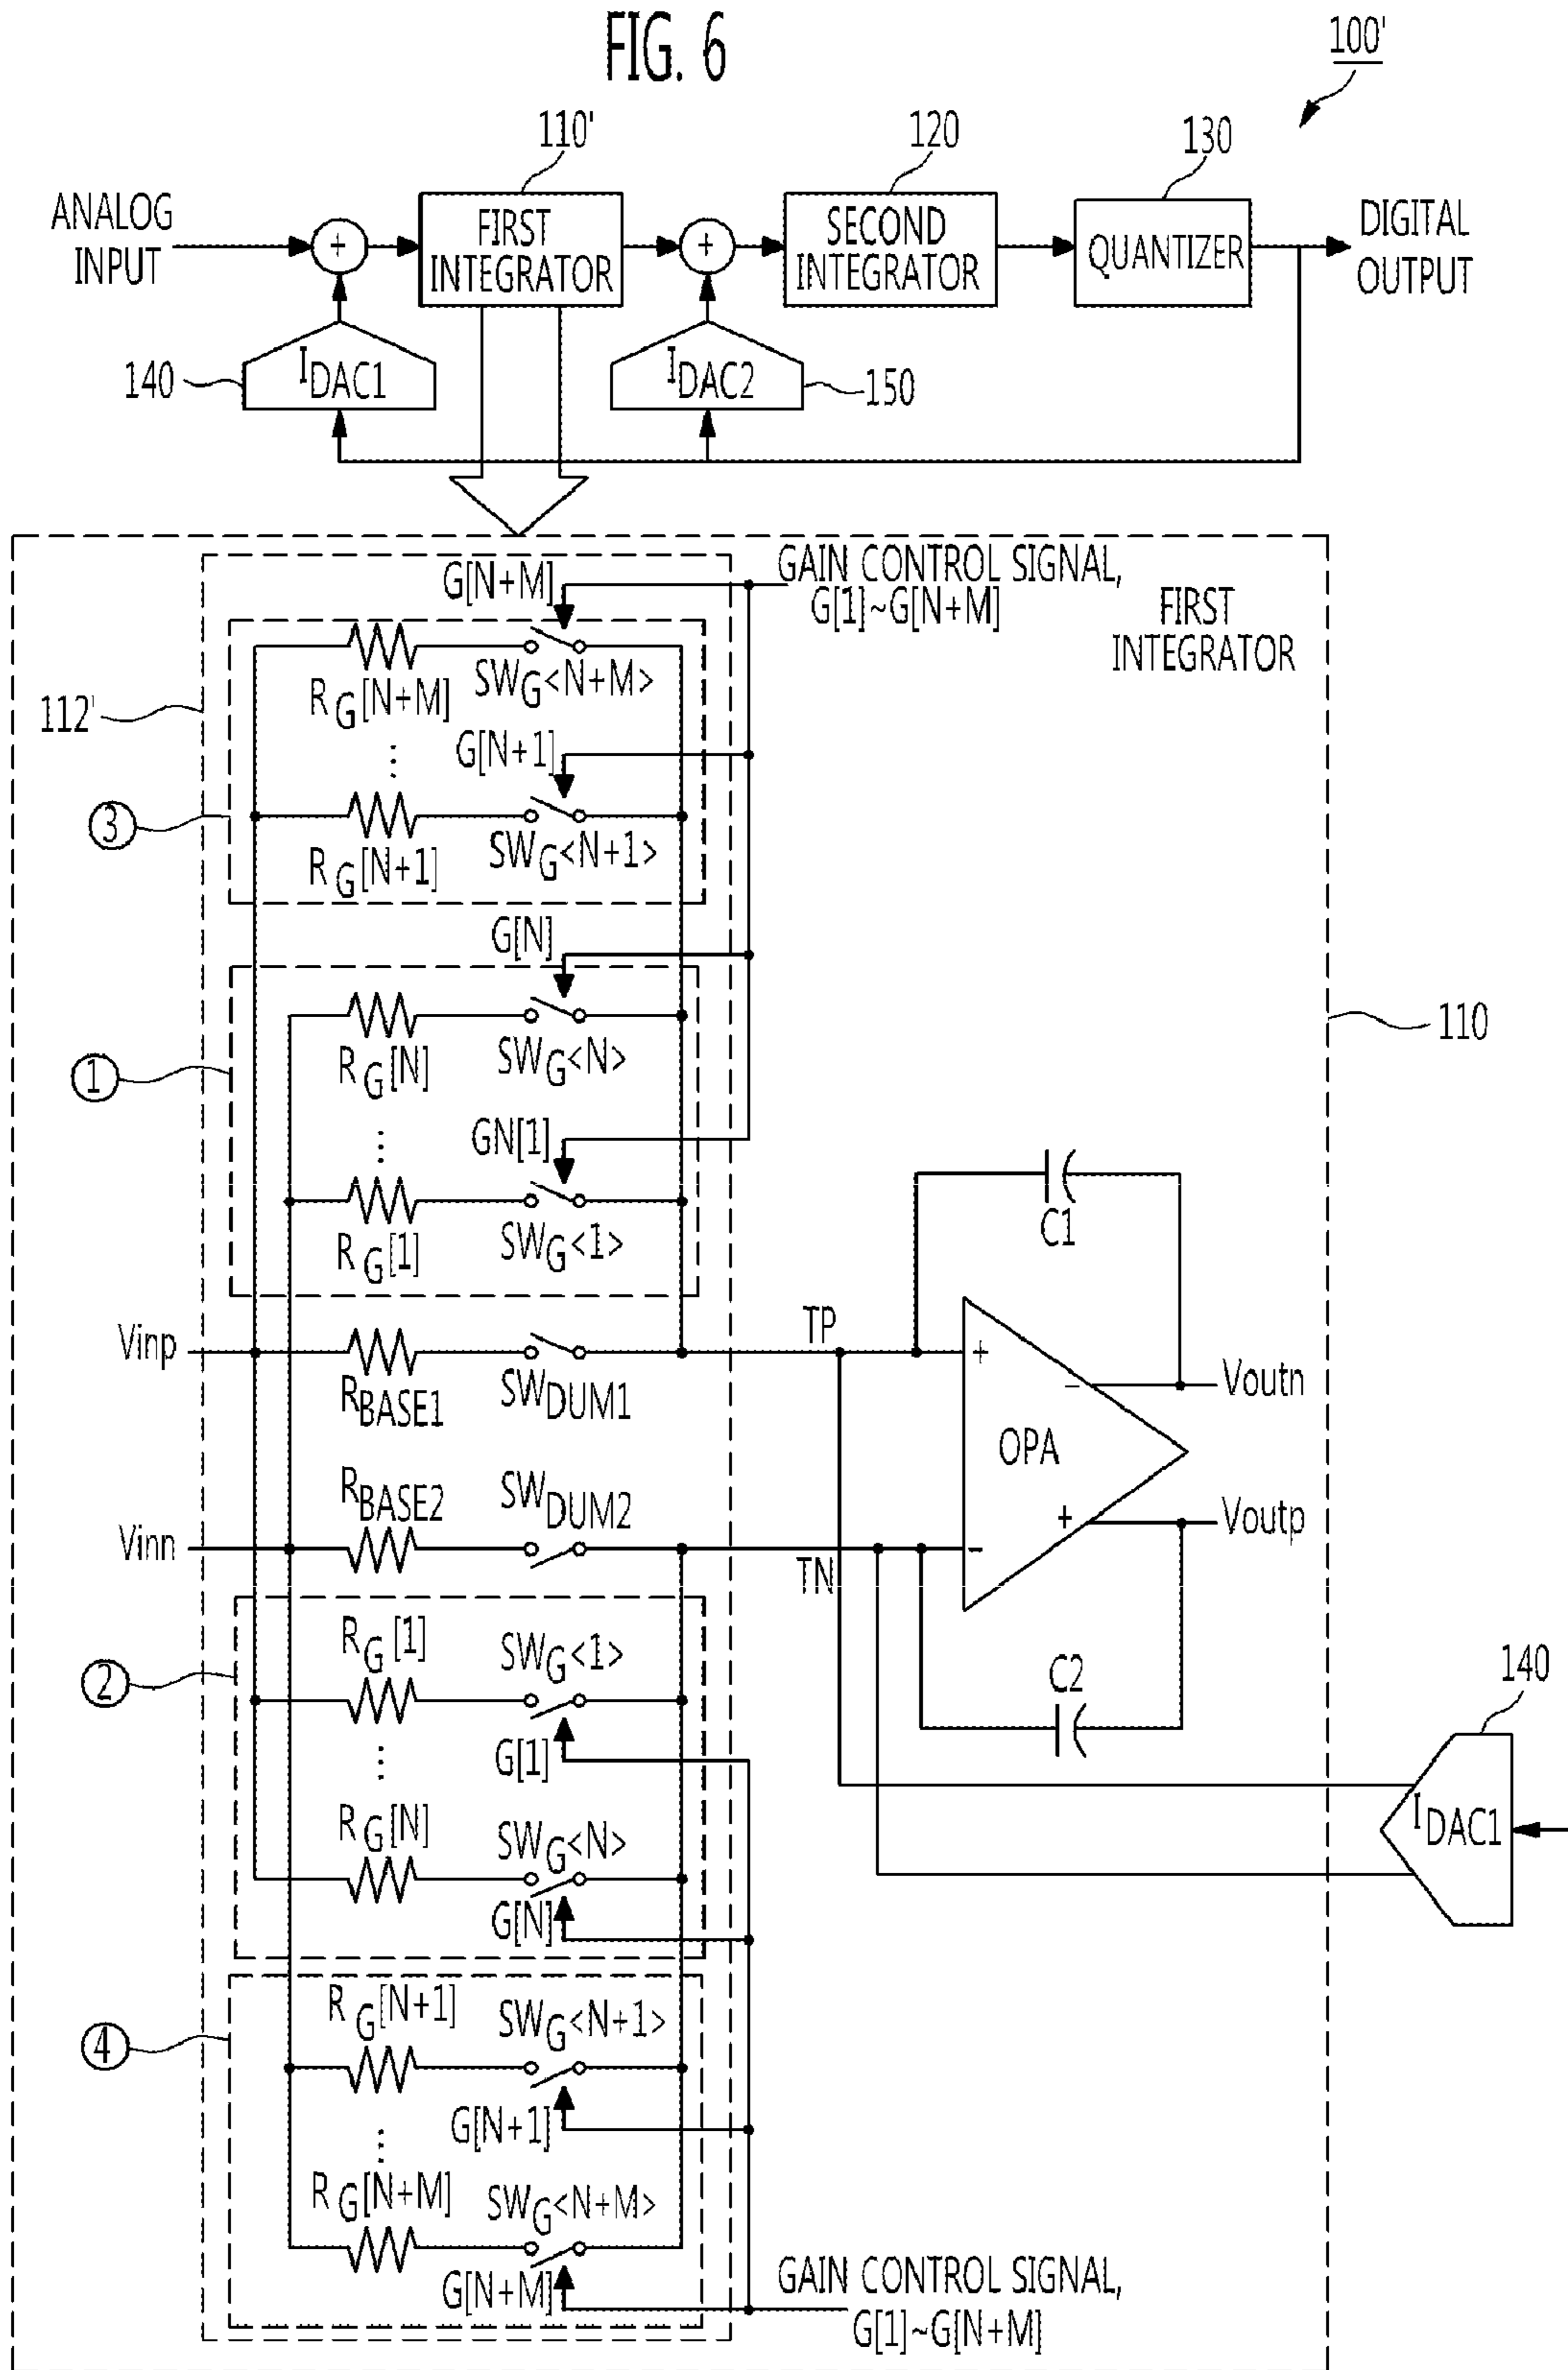 FIG. 6
100'
110'
120
130
ANALOG
INPUT
+
FIRST
INTEGRATOR
+
SECOND
INTEGRATOR
QUANTIZER
DIGITAL
OUTPUT
140
IDAC1
IDAC2
150
G[N+M]
GAIN CONTROL SIGNAL,
G[1]~G[N+M]
FIRST
INTEGRATOR
RG[N+M]
SWG<N+M>
112'
⋮
G[N+1]
③
RG[N+1]
SWG<N+1>
G[N]
①
RG[N]
SWG<N>
110
⋮
GN[1]
RG[1]
SWG<1>
C1
Vinp
RBASE1
SWDUM1
TP
+
−
Voutn
OPA
RBASE2
SWDUM2
+
Voutp
Vinn
TN
−
②
RG[1]
SWG<1>
C2
140
⋮
G[1]
RG[N]
SWG<N>
IDAC1
G[N]
④
RG[N+1]
SWG<N+1>
⋮
G[N+1]
RG[N+M]
SWG<N+M>
G[N+M]
GAIN CONTROL SIGNAL,
G[1]~G[N+M]